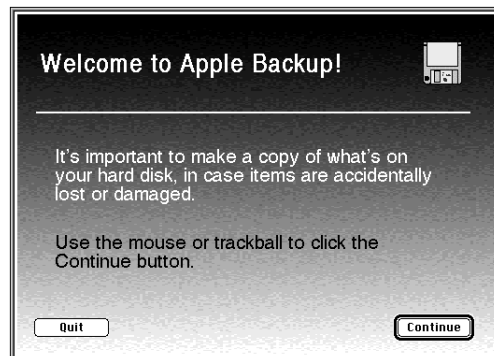 Welcome to Apple Backup!
It's important to make a copy of what's on
your hard disk, in case items are accidentally
lost or damaged.
Use the mouse or trackball to click the
Continue button.
Quit
Continue